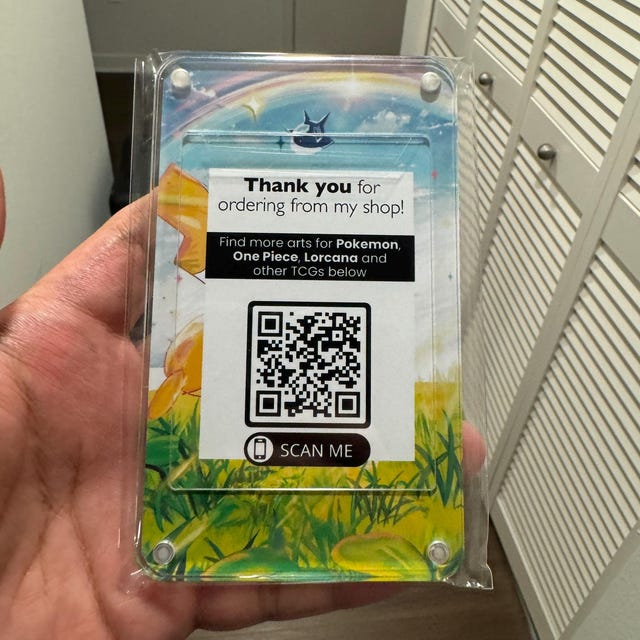 Thank you for
ordering from my shop!
Find more arts for Pokemon,
One Piece, Lorcana and
other TCGs below
SCAN ME